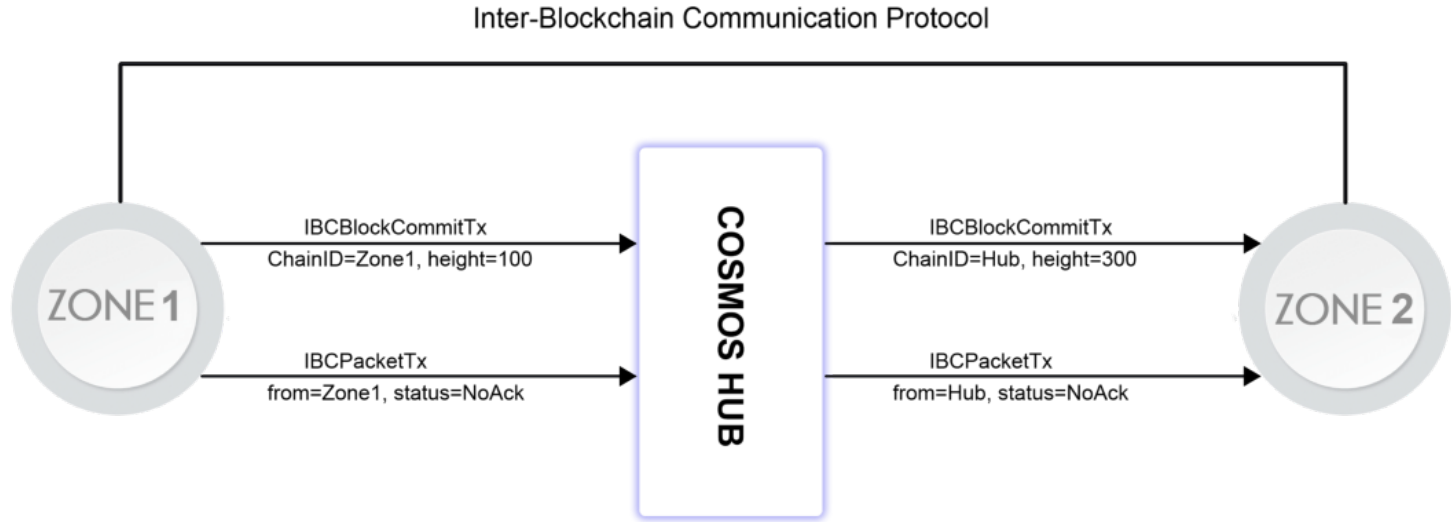 Inter-Blockchain Communication Protocol
IBCBlockCommitTx
ChainID=Zone1, height=100
IBCBlockCommitTx
ChainID=Hub, height=300
ZONE 1
COSMOS HUB
ZONE 2
IBCPacketTx
from=Zone1, status=NoAck
IBCPacketTx
from=Hub, status=NoAck